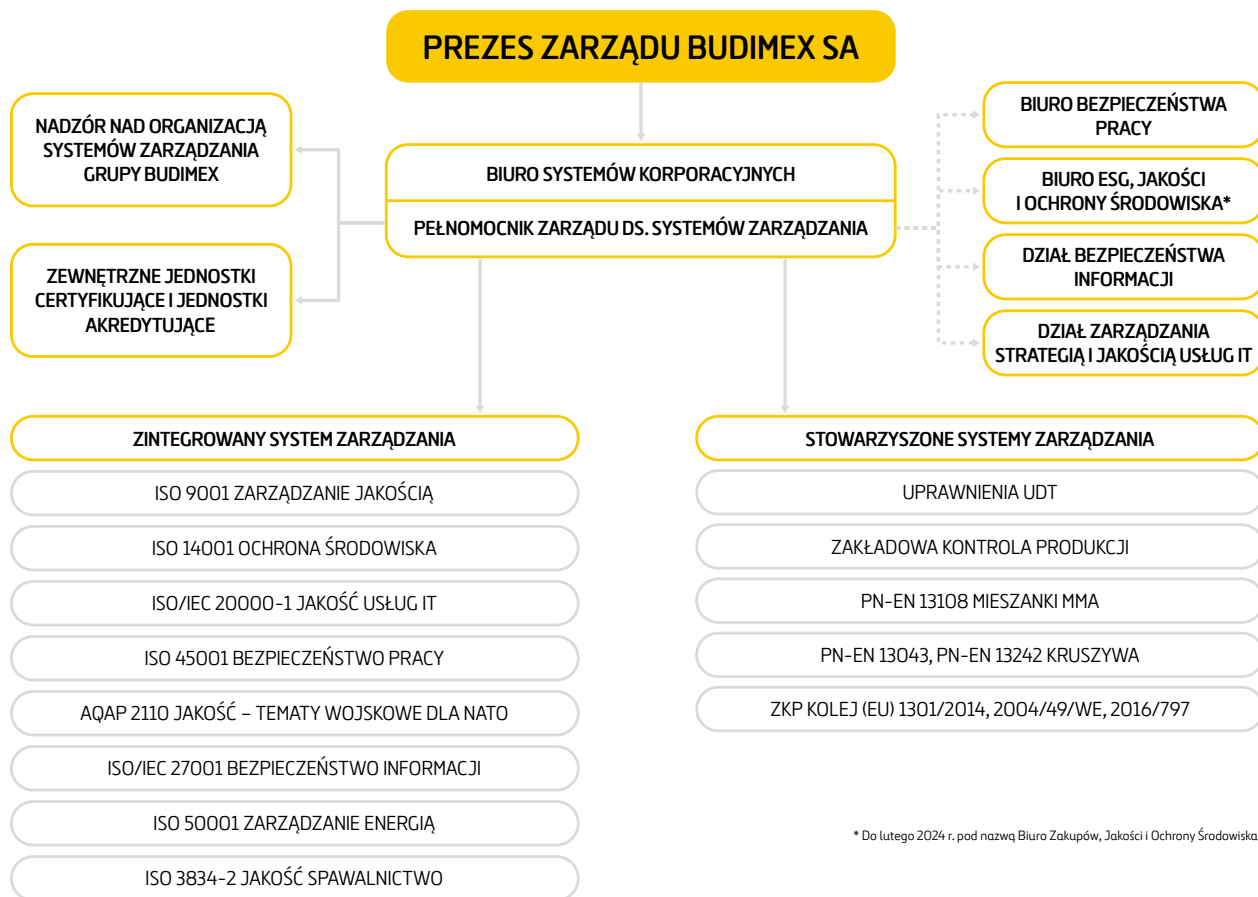 PREZES ZARZĄDU BUDIMEX SA
NADZÓR NAD ORGANIZACJĄ
SYSTEMÓW ZARZĄDZANIA
GRUPY BUDIMEX
ZEWNĘTRZNE JEDNOSTKI
CERTYFIKUJĄCE I JEDNOSTKI
AKREDYTUJĄCE
BIURO SYSTEMÓW KORPORACYJNYCH
PEŁNOMOCNIK ZARZĄDU DS. SYSTEMÓW ZARZĄDZANIA
BIURO BEZPIECZEŃSTWA
PRACY
BIURO ESG, JAKOŚCI
I OCHRONY ŚRODOWISKA*
DZIAŁ BEZPIECZEŃSTWA
INFORMACJI
DZIAŁ ZARZĄDZANIA
STRATEGIĄ I JAKOŚCIĄ USŁUG IT
ZINTEGROWANY SYSTEM ZARZĄDZANIA
ISO 9001 ZARZĄDZANIE JAKOŚCIĄ
ISO 14001 OCHRONA ŚRODOWISKA
ISO/IEC 20000-1 JAKOŚĆ USŁUG IT
ISO 45001 BEZPIECZEŃSTWO PRACY
AQAP 2110 JAKOŚĆ – TEMATY WOJSKOWE DLA NATO
ISO/IEC 27001 BEZPIECZEŃSTWO INFORMACJI
ISO 50001 ZARZĄDZANIE ENERGIĄ
ISO 3834-2 JAKOŚĆ SPAWALNICTWO
STOWARZYSZONE SYSTEMY ZARZĄDZANIA
UPRAWNIENIA UDT
ZAKŁADOWA KONTROLA PRODUKCJI
PN-EN 13108 MIESZANKI MMA
PN-EN 13043, PN-EN 13242 KRUSZYWA
ZKP KOLEJ (EU) 1301/2014, 2004/49/WE, 2016/797
* Do lutego 2024 r. pod nazwą Biuro Zakupów, Jakości i Ochrony Środowiska